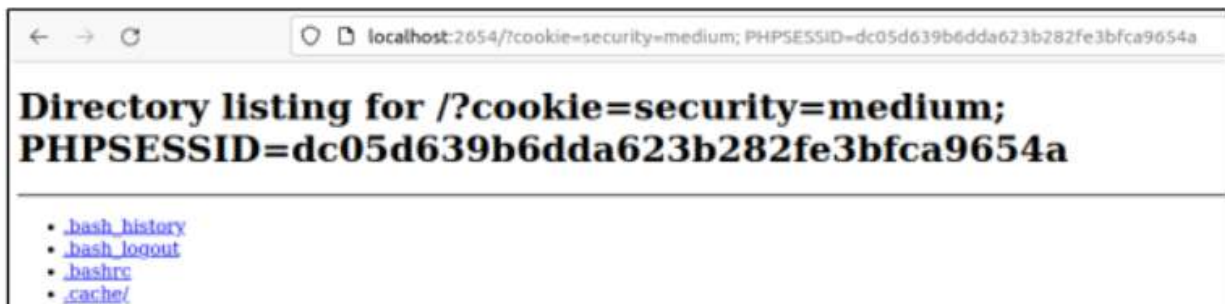 localhost:2654/?cookie=security=medium; PHPSESSID=dc05d639b6dda623b282fe3bfca9654a
Directory listing for /?cookie=security=medium;
PHPSESSID=dc05d639b6dda623b282fe3bfca9654a
.bash_history
.bash_logout
.bashrc
.cache/